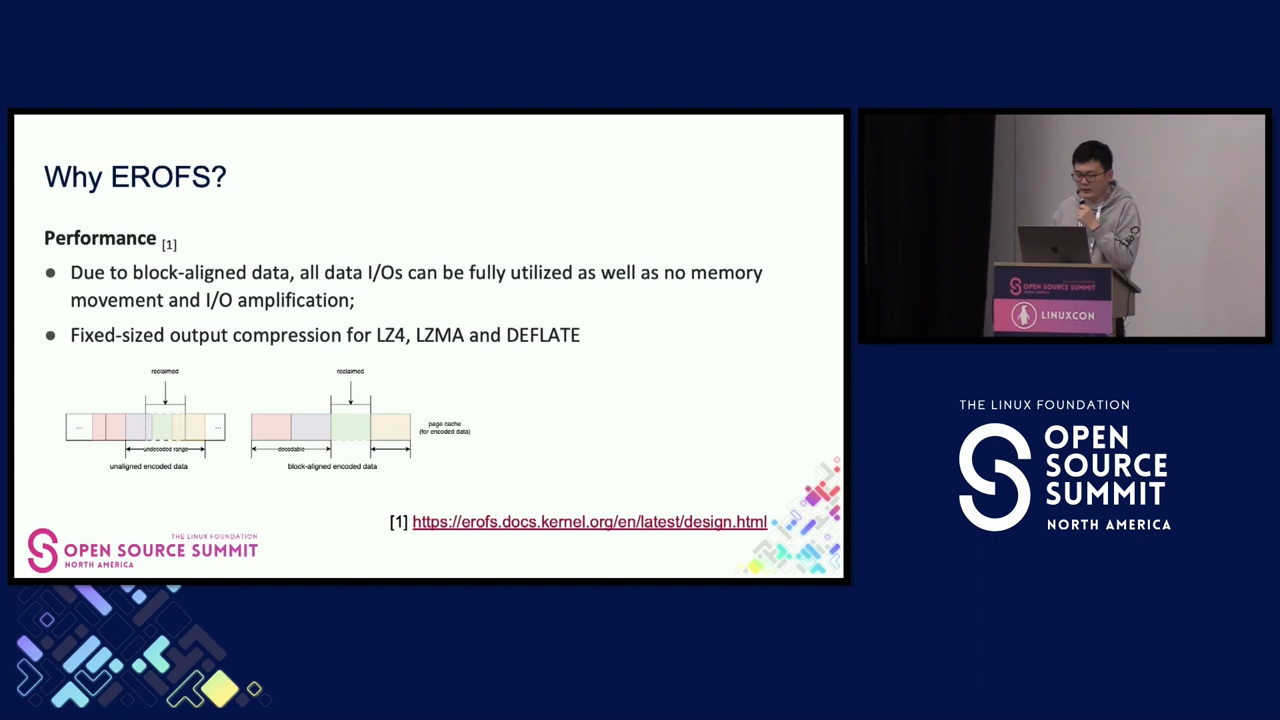 Why EROFS?
Performance [1]
● Due to block-aligned data, all data I/Os can be fully utilized as well as no memory
movement and I/O amplification;
● Fixed-sized output compression for LZ4, LZMA and DEFLATE
reclaimed
reclaimed
...
...
page cache
(for encoded data)
undecoded range
decodable
unaligned encoded data
block-aligned encoded data
[1] https://erofs.docs.kernel.org/en/latest/design.html
THE LINUX FOUNDATION
OPEN SOURCE SUMMIT
NORTH AMERICA
OPEN SOURCE SUMMIT
LINUXCON
THE LINUX FOUNDATION
OPEN
SOURCE
SUMMIT
NORTH AMERICA